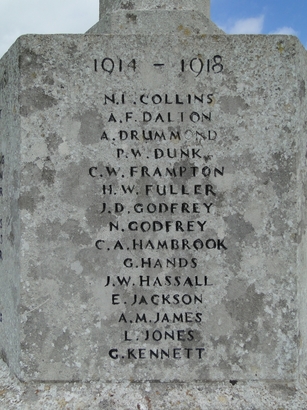 1914 - 1918
N.L.COLLINS
A.F.DALTON
A.DRUMMOND
P.W.DUNK
C.W.FRAMPTON
H.W.FULLER
J.D.GODFREY
N.GODFREY
C.A.HAMBROOK
G.HANDS
J.W.HASSALL
E.JACKSON
A.M.JAMES
L.JONES
G.KENNETT